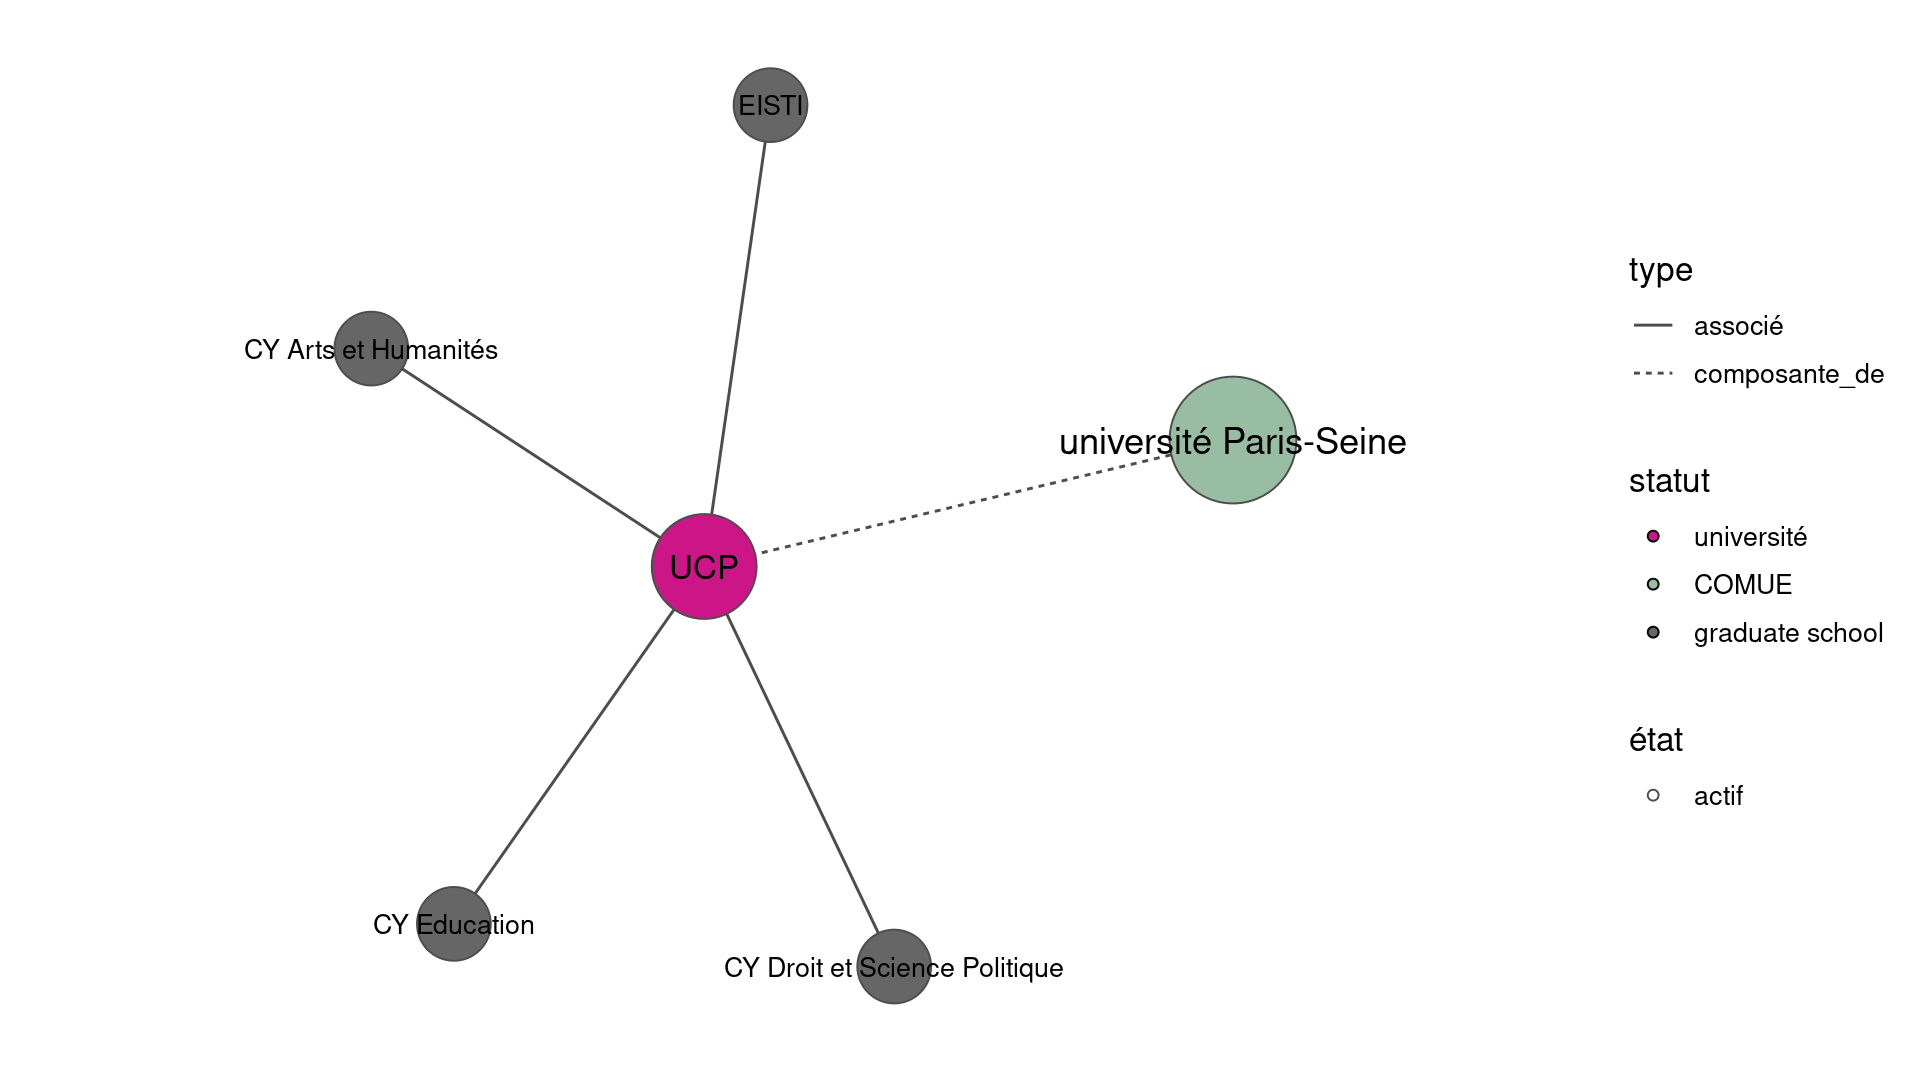 EISTI
CY Arts et Humanités
université Paris-Seine
UCP
CY Education
CY Droit et Science Politique
type
associé
composante_de
statut
université
COMUE
graduate school
état
actif